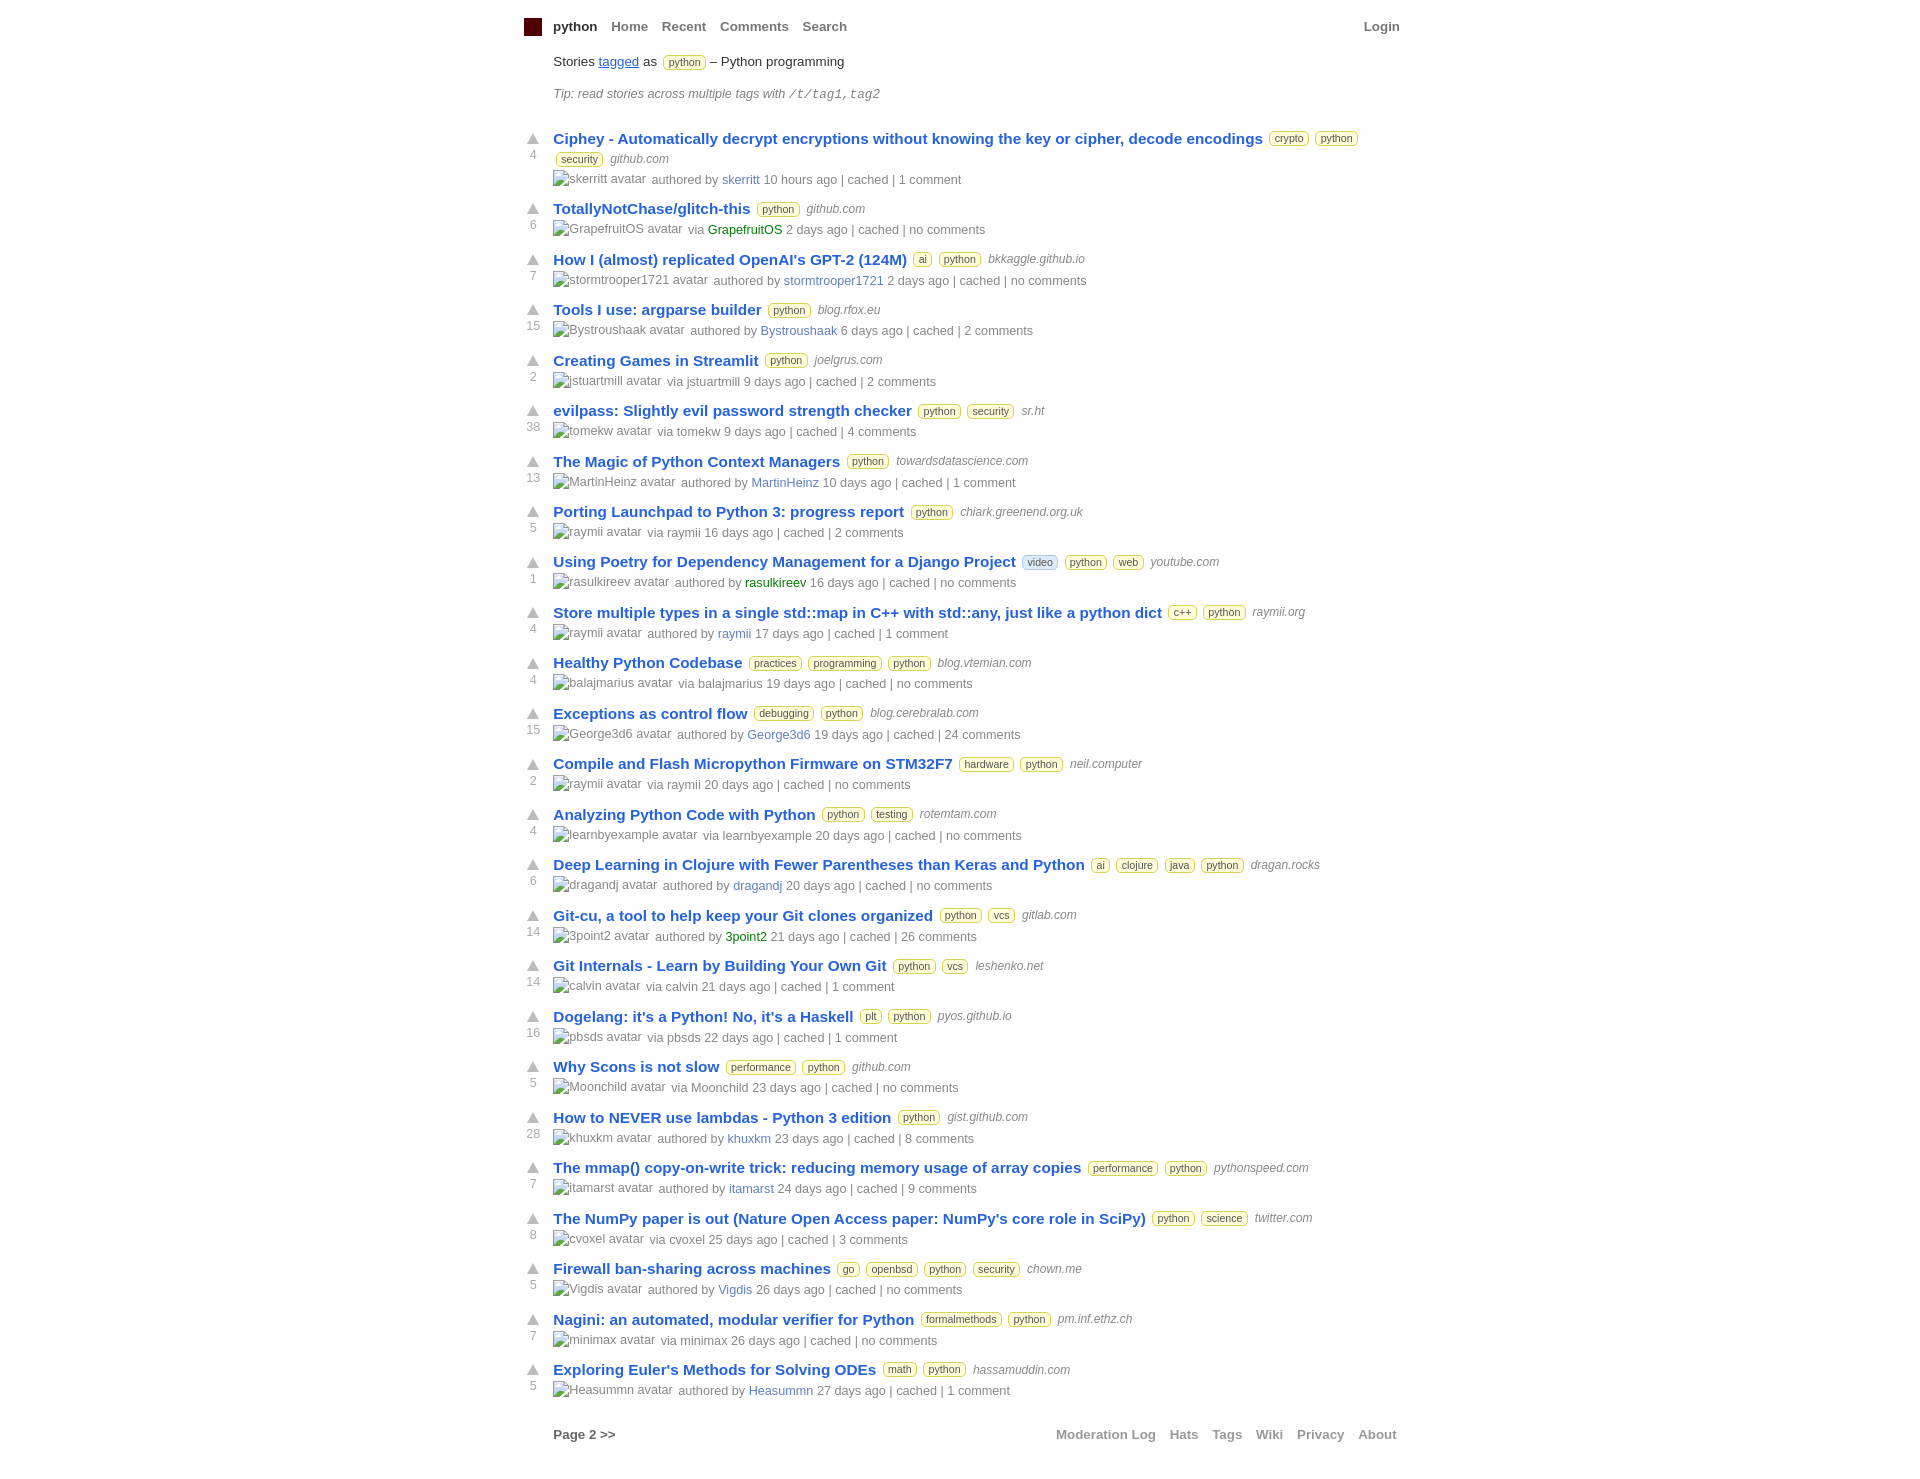 python Home Recent Comments Search Login
Stories tagged as python – Python programming
Tip: read stories across multiple tags with /t/tag1,tag2
Ciphey - Automatically decrypt encryptions without knowing the key or cipher, decode encodings crypto python
4
security github.com
skerritt avatar authored by skerritt 10 hours ago | cached | 1 comment
TotallyNotChase/glitch-this python github.com
6
GrapefruitOS avatar via GrapefruitOS 2 days ago | cached | no comments
How I (almost) replicated OpenAI's GPT-2 (124M) ai python bkkaggle.github.io
7
stormtrooper1721 avatar authored by stormtrooper1721 2 days ago | cached | no comments
Tools I use: argparse builder python blog.rfox.eu
15
Bystroushaak avatar authored by Bystroushaak 6 days ago | cached | 2 comments
Creating Games in Streamlit python joelgrus.com
2
jstuartmill avatar via jstuartmill 9 days ago | cached | 2 comments
evilpass: Slightly evil password strength checker python security sr.ht
38
tomekw avatar via tomekw 9 days ago | cached | 4 comments
The Magic of Python Context Managers python towardsdatascience.com
13
MartinHeinz avatar authored by MartinHeinz 10 days ago | cached | 1 comment
Porting Launchpad to Python 3: progress report python chiark.greenend.org.uk
5
raymii avatar via raymii 16 days ago | cached | 2 comments
Using Poetry for Dependency Management for a Django Project video python web youtube.com
1
rasulkireev avatar authored by rasulkireev 16 days ago | cached | no comments
Store multiple types in a single std::map in C++ with std::any, just like a python dict c++ python raymii.org
4
raymii avatar authored by raymii 17 days ago | cached | 1 comment
Healthy Python Codebase practices programming python blog.vtemian.com
4
balajmarius avatar via balajmarius 19 days ago | cached | no comments
Exceptions as control flow debugging python blog.cerebralab.com
15
George3d6 avatar authored by George3d6 19 days ago | cached | 24 comments
Compile and Flash Micropython Firmware on STM32F7 hardware python neil.computer
2
raymii avatar via raymii 20 days ago | cached | no comments
Analyzing Python Code with Python python testing rotemtam.com
4
learnbyexample avatar via learnbyexample 20 days ago | cached | no comments
Deep Learning in Clojure with Fewer Parentheses than Keras and Python ai clojure java python dragan.rocks
6
dragandj avatar authored by dragandj 20 days ago | cached | no comments
Git-cu, a tool to help keep your Git clones organized python vcs gitlab.com
14
3point2 avatar authored by 3point2 21 days ago | cached | 26 comments
Git Internals - Learn by Building Your Own Git python vcs leshenko.net
14
calvin avatar via calvin 21 days ago | cached | 1 comment
Dogelang: it's a Python! No, it's a Haskell plt python pyos.github.io
16
pbsds avatar via pbsds 22 days ago | cached | 1 comment
Why Scons is not slow performance python github.com
5
Moonchild avatar via Moonchild 23 days ago | cached | no comments
How to NEVER use lambdas - Python 3 edition python gist.github.com
28
khuxkm avatar authored by khuxkm 23 days ago | cached | 8 comments
The mmap() copy-on-write trick: reducing memory usage of array copies performance python pythonspeed.com
7
itamarst avatar authored by itamarst 24 days ago | cached | 9 comments
The NumPy paper is out (Nature Open Access paper: NumPy's core role in SciPy) python science twitter.com
8
cvoxel avatar via cvoxel 25 days ago | cached | 3 comments
Firewall ban-sharing across machines go openbsd python security chown.me
5
Vigdis avatar authored by Vigdis 26 days ago | cached | no comments
Nagini: an automated, modular verifier for Python formalmethods python pm.inf.ethz.ch
7
minimax avatar via minimax 26 days ago | cached | no comments
Exploring Euler's Methods for Solving ODEs math python hassamuddin.com
5
Heasummn avatar authored by Heasummn 27 days ago | cached | 1 comment
Page 2 >> Moderation Log Hats Tags Wiki Privacy About